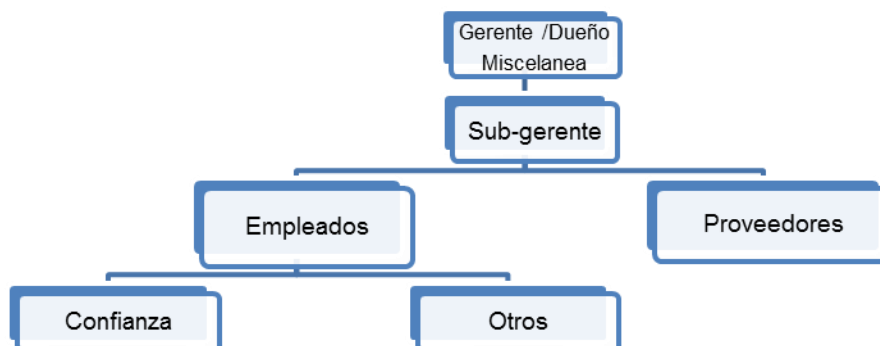 Gerente /Dueño
Miscelanea
Sub-gerente
Empleados
Proveedores
Confianza
Otros